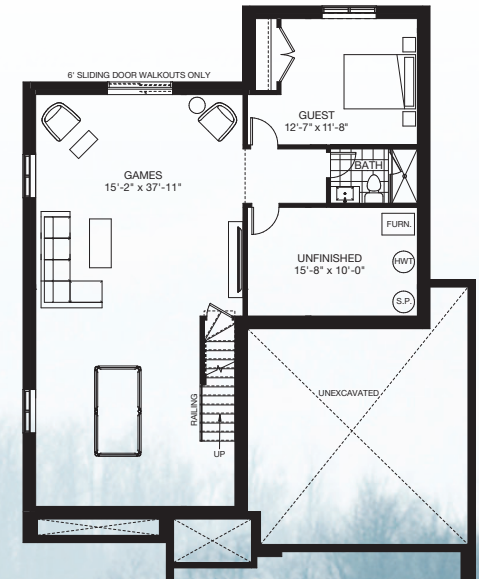 6' SLIDING DOOR WALKOUTS ONLY
GUEST
12'-7" x 11'-8"
GAMES
15'-2" x 37'-11"
BATH
FURN.
UNFINISHED
15'-8" x 10'-0"
HWT
S.P.
UNEXCAVATED
RAILING
UP